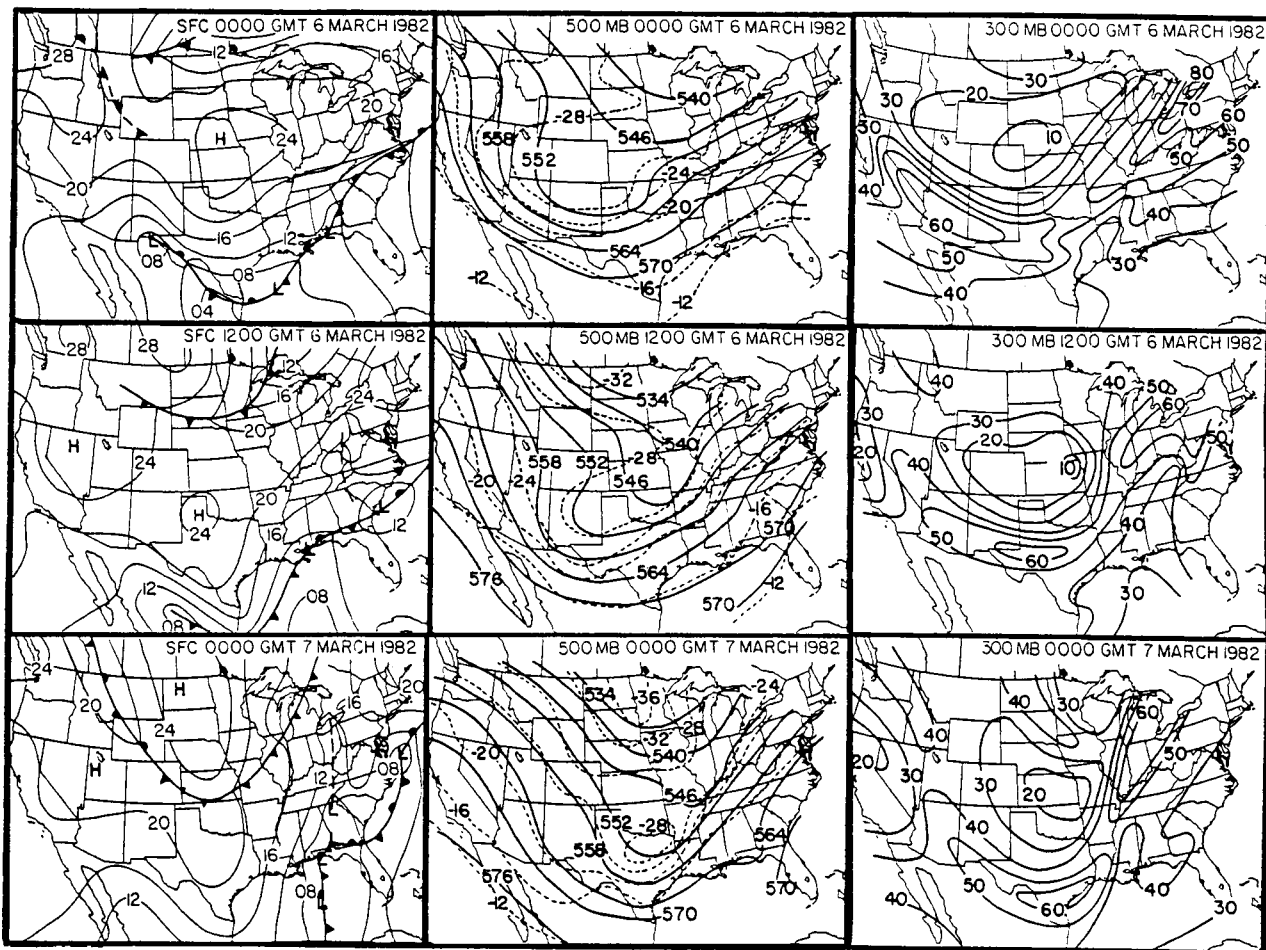 SFC 0000 GMT 6 MARCH 1982
28 12 16
24 H 24 20
20
L 16 12 L
08 08
L
04
500 MB 0000 GMT 6 MARCH 1982
540
-28 546
558
552 -24
-20
564
570
-12 -16
-12
300 MB 0000 GMT 6 MARCH 1982
30 80
30 20 70
60
30 10 50 50
40
60 40
50 30
40
SFC 1200 GMT 6 MARCH 1982
28 28 12
16 24
20
H 24
20 L
H
24 16 12
12
08
08
500 MB 1200 GMT 6 MARCH 1982
-32
534
540
558 552 -28
-20 -24 546
-16
570
564
576 -12
570
300 MB 1200 GMT 6 MARCH 1982
40 40 50
30 30 60
20 20 50
40 10
40
50
60
30
SFC 0000 GMT 7 MARCH 1982
24 H 20
20 16
24
H 12 L
08
20 L
16
08 L
12 L
500 MB 0000 GMT 7 MARCH 1982
534 -36 -24
-28
-20 -32
540
546
-16 552 -28
558 564
576
570
-12 570
300 MB 0000 GMT 7 MARCH 1982
40 30
40 60
50
20 30 30 20
40
50
60 40
40 30